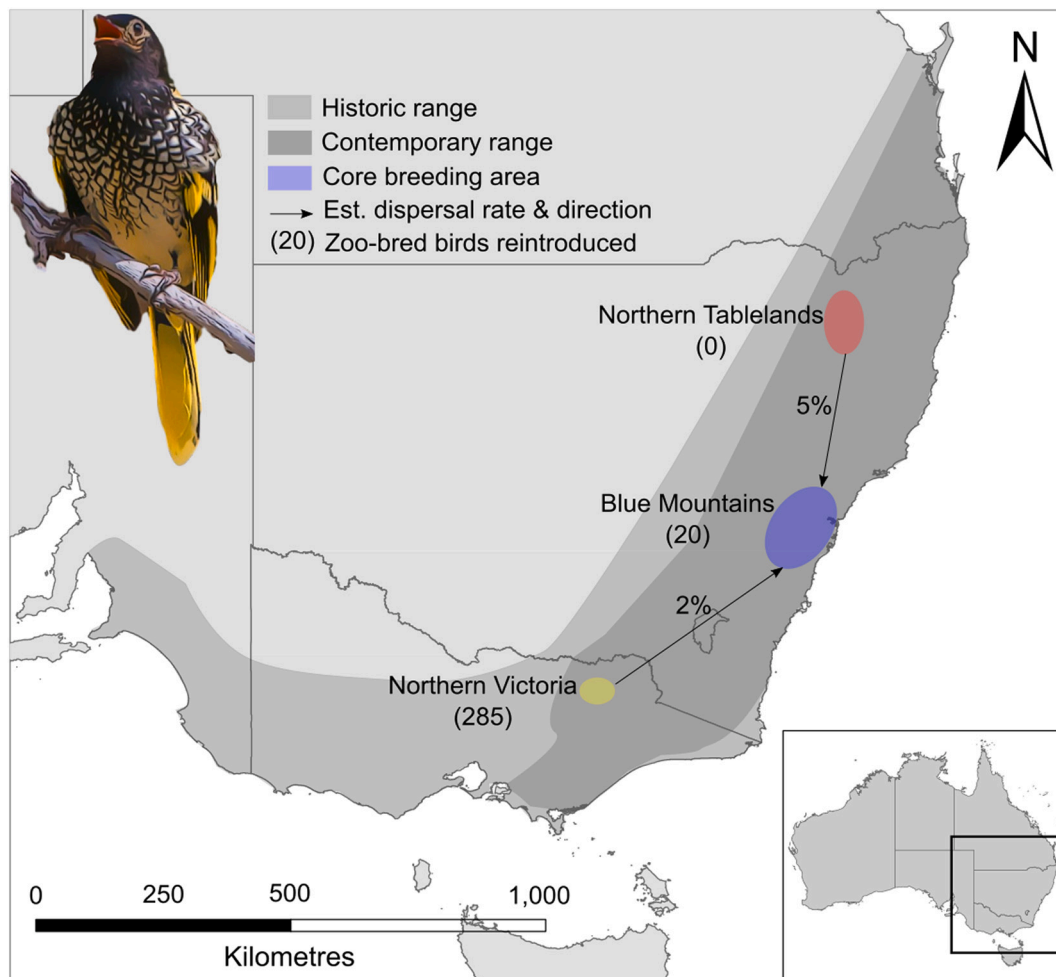 N
Historic range
Contemporary range
Core breeding area
Est. dispersal rate & direction
(20) Zoo-bred birds reintroduced
Northern Tablelands
(0)
5%
Blue Mountains
(20)
2%
Northern Victoria
(285)
0 250 500 1,000
Kilometres